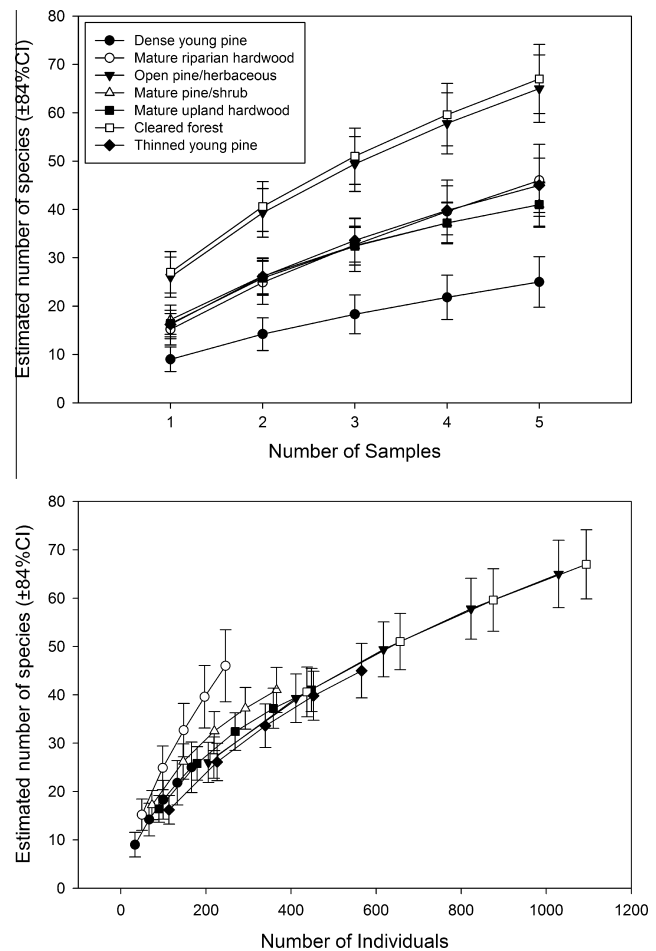 80
70
60
50
40
30
20
10
0
Estimated number of species (±84%CI)
Dense young pine
Mature riparian hardwood
Open pine/herbaceous
Mature pine/shrub
Mature upland hardwood
Cleared forest
Thinned young pine
1 2 3 4 5
Number of Samples
80
70
60
50
40
30
20
10
0
Estimated number of species (±84%CI)
0 200 400 600 800 1000 1200
Number of Individuals